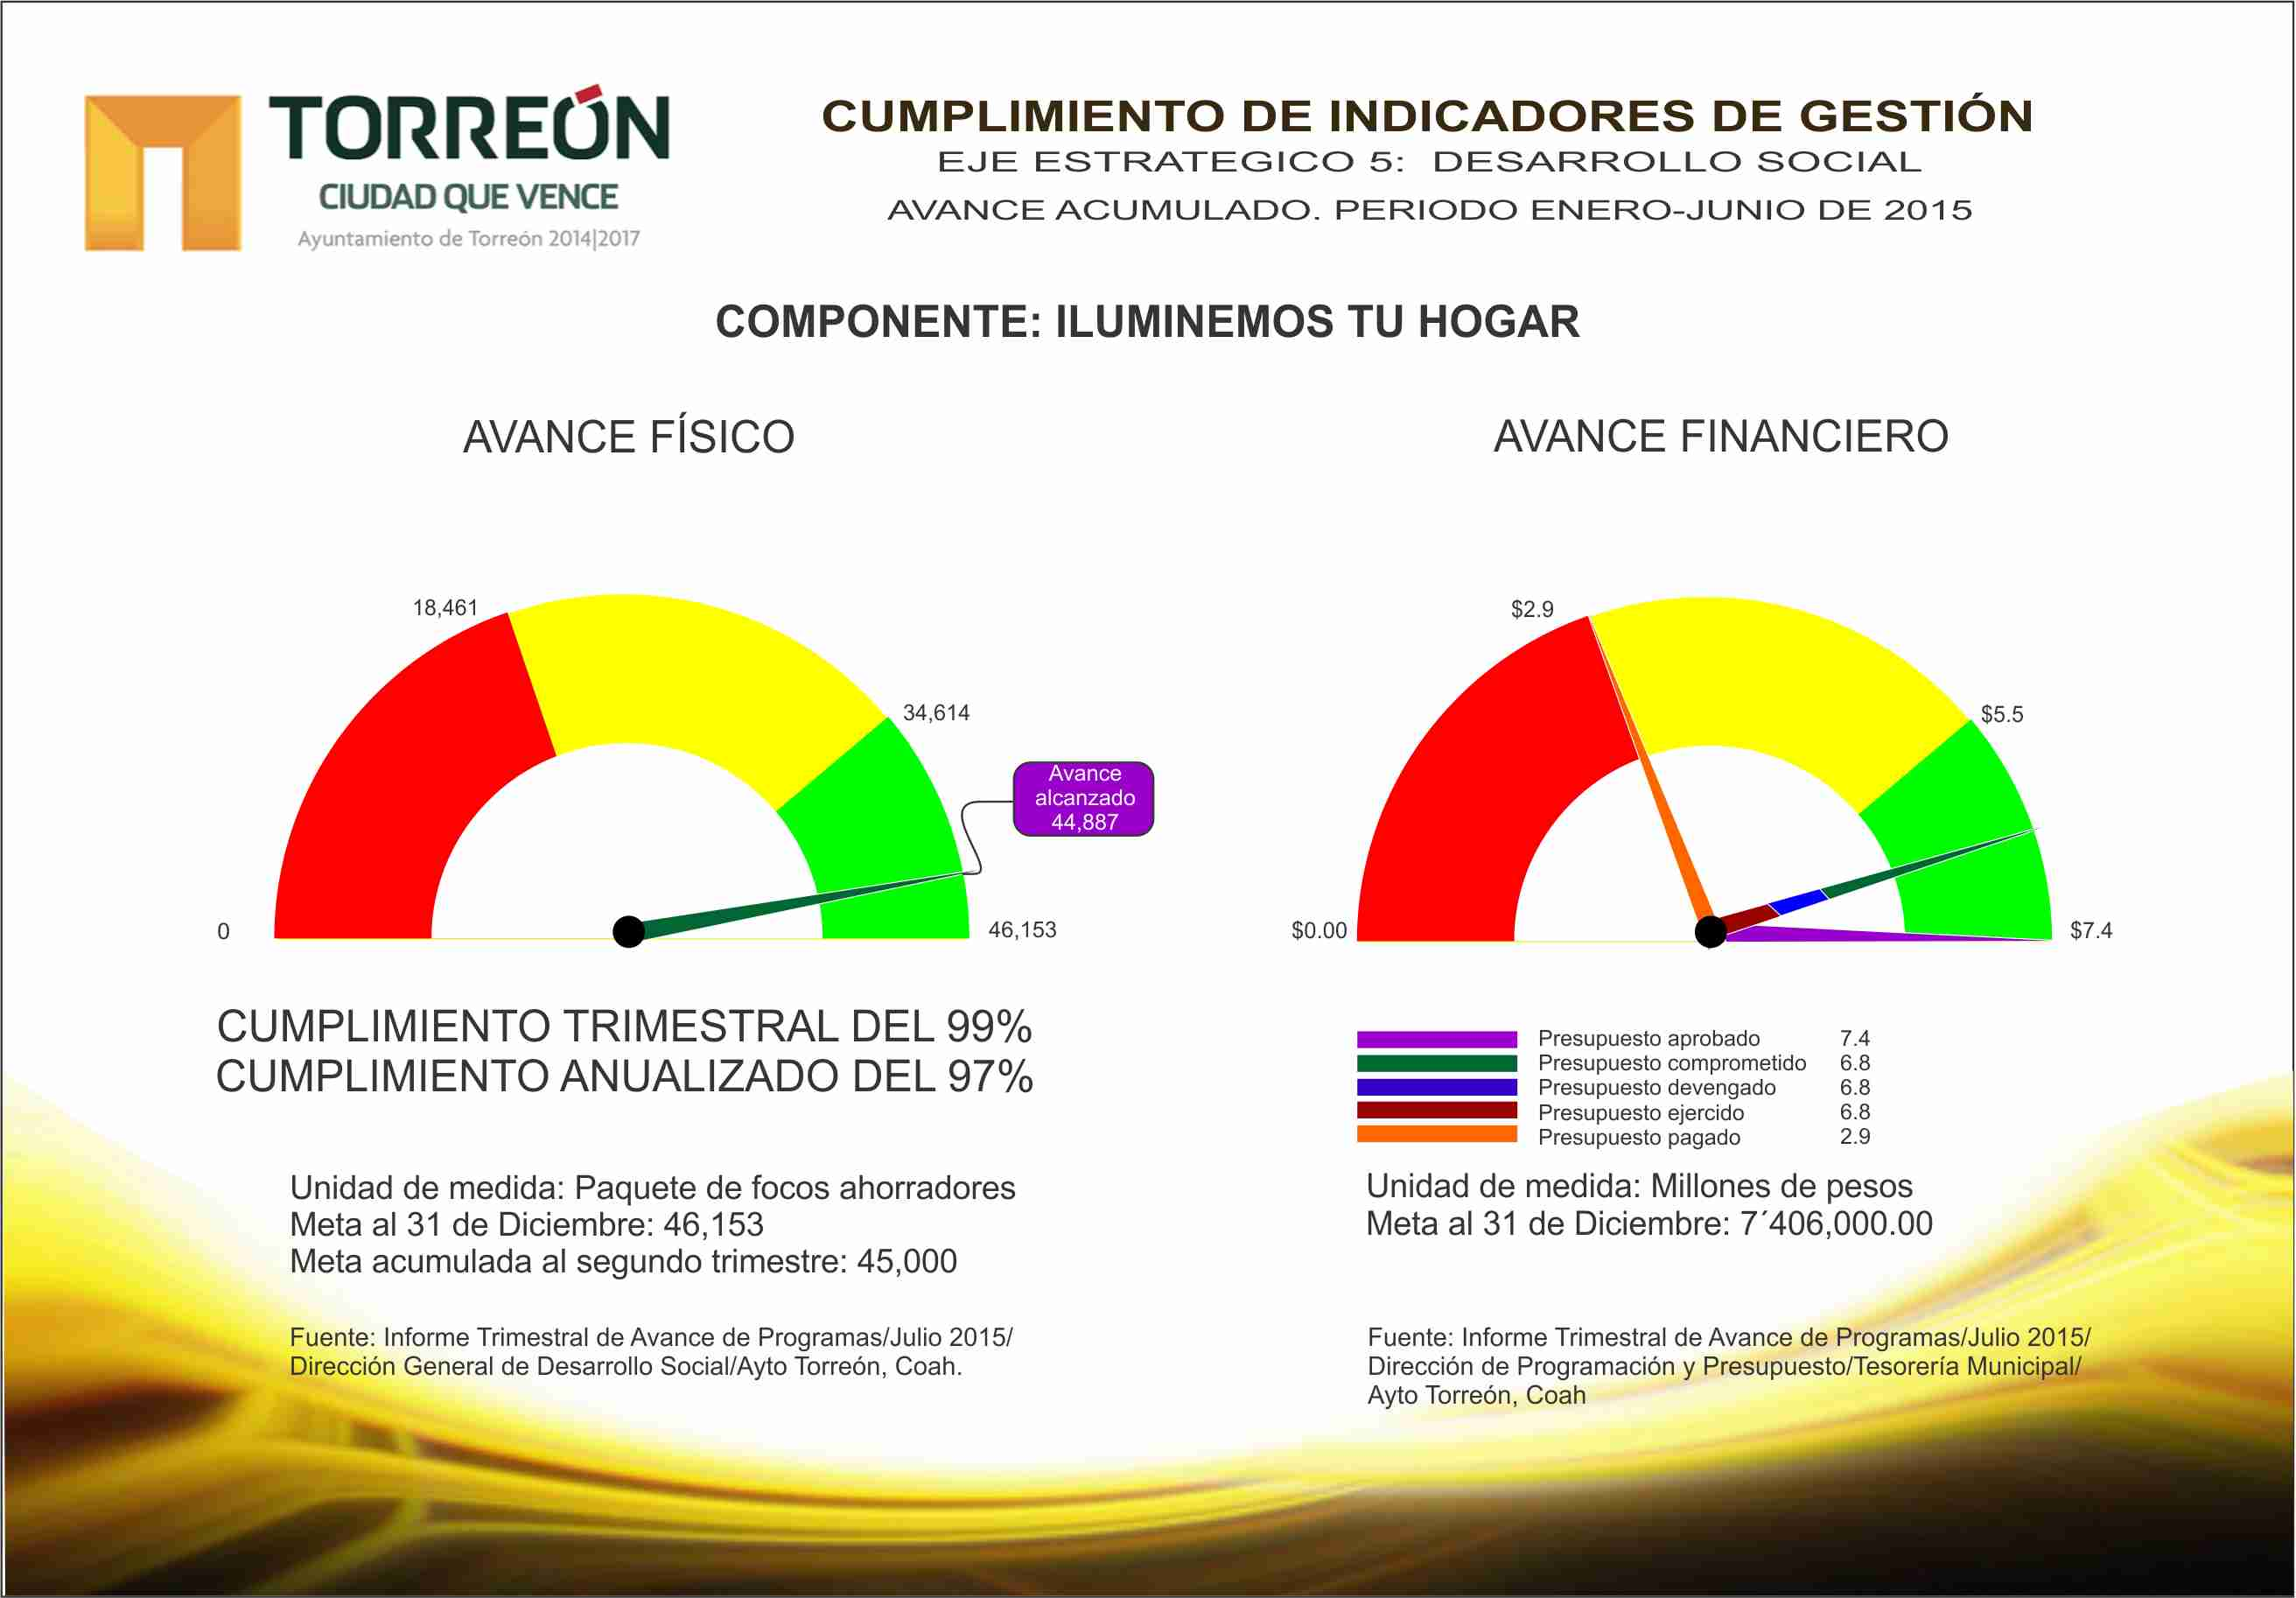 TORREÓN
CIUDAD QUE VENCE
Ayuntamiento de Torreón 2014|2017
CUMPLIMIENTO DE INDICADORES DE GESTIÓN
EJE ESTRATEGICO 5: DESARROLLO SOCIAL
AVANCE ACUMULADO. PERIODO ENERO-JUNIO DE 2015
COMPONENTE: ILUMINEMOS TU HOGAR
AVANCE FÍSICO
18,461
34,614
Avance
alcanzado
44,887
0
46,153
CUMPLIMIENTO TRIMESTRAL DEL 99%
CUMPLIMIENTO ANUALIZADO DEL 97%
Unidad de medida: Paquete de focos ahorradores
Meta al 31 de Diciembre: 46,153
Meta acumulada al segundo trimestre: 45,000
Fuente: Informe Trimestral de Avance de Programas/Julio 2015/
Dirección General de Desarrollo Social/Ayto Torreón, Coah.
AVANCE FINANCIERO
$2.9
$5.5
$0.00
$7.4
Presupuesto aprobado 7.4
Presupuesto comprometido 6.8
Presupuesto devengado 6.8
Presupuesto ejercido 6.8
Presupuesto pagado 2.9
Unidad de medida: Millones de pesos
Meta al 31 de Diciembre: 7´406,000.00
Fuente: Informe Trimestral de Avance de Programas/Julio 2015/
Dirección de Programación y Presupuesto/Tesorería Municipal/
Ayto Torreón, Coah